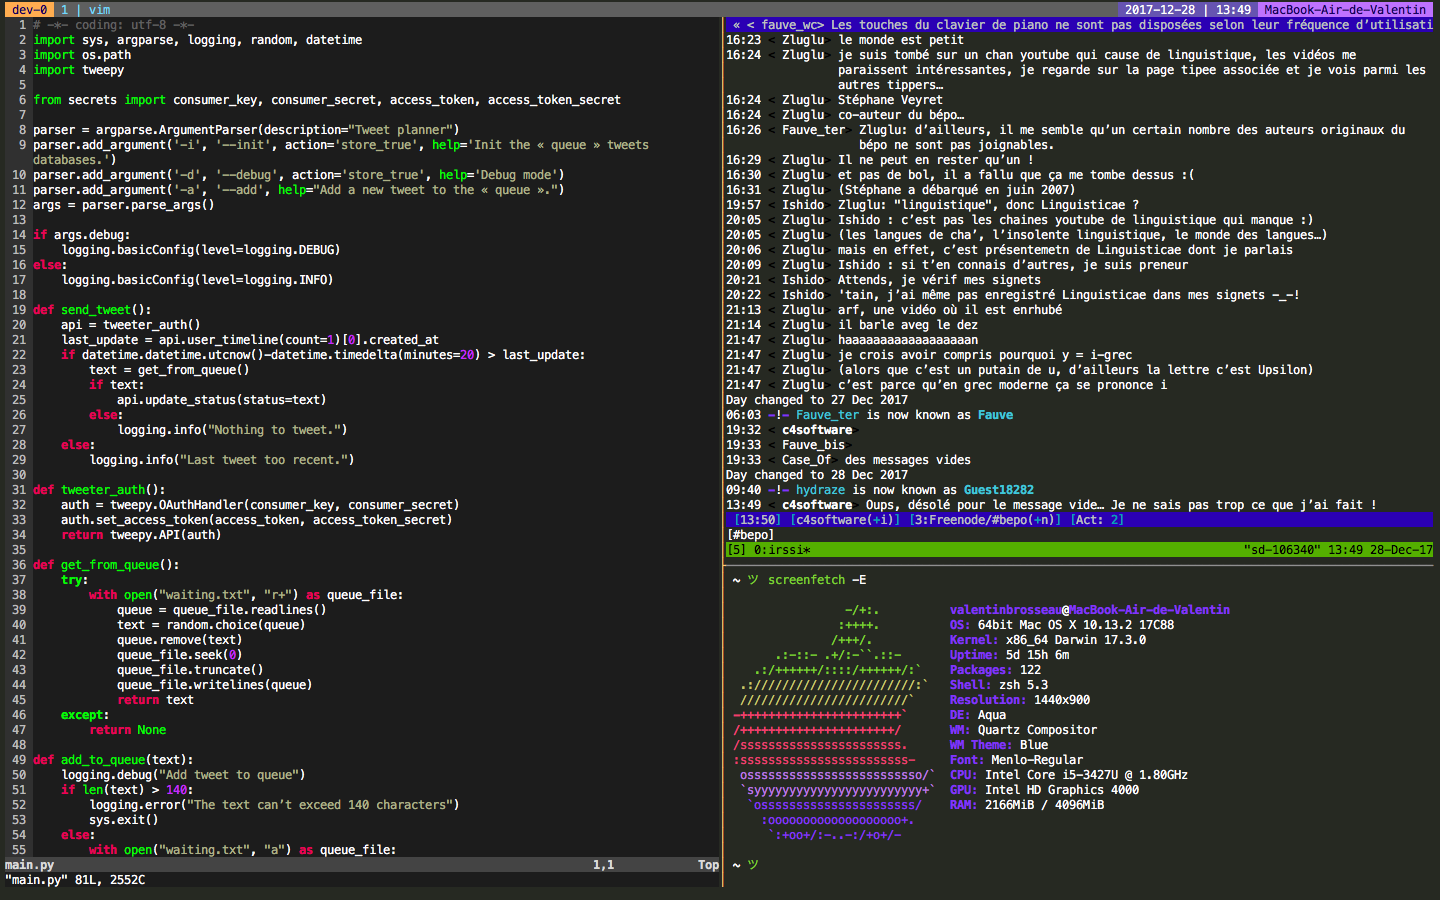 dev-0 1 | vim 2017-12-28 | 13:49 MacBook-Air-de-Valentin
1 # -*- coding: utf-8 -*-
2 import sys, argparse, logging, random, datetime
3 import os.path
4 import tweepy
5
6 from secrets import consumer_key, consumer_secret, access_token, access_token_secret
7
8 parser = argparse.ArgumentParser(description="Tweet planner")
9 parser.add_argument('-i', '--init', action='store_true', help='Init the « queue » tweets
databases.')
10 parser.add_argument('-d', '--debug', action='store_true', help='Debug mode')
11 parser.add_argument('-a', '--add', help="Add a new tweet to the « queue ».")
12 args = parser.parse_args()
13
14 if args.debug:
15     logging.basicConfig(level=logging.DEBUG)
16 else:
17     logging.basicConfig(level=logging.INFO)
18
19 def send_tweet():
20     api = tweeter_auth()
21     last_update = api.user_timeline(count=1)[0].created_at
22     if datetime.datetime.utcnow()-datetime.timedelta(minutes=20) > last_update:
23         text = get_from_queue()
24         if text:
25             api.update_status(status=text)
26         else:
27             logging.info("Nothing to tweet.")
28     else:
29         logging.info("Last tweet too recent.")
30
31 def tweeter_auth():
32     auth = tweepy.OAuthHandler(consumer_key, consumer_secret)
33     auth.set_access_token(access_token, access_token_secret)
34     return tweepy.API(auth)
35
36 def get_from_queue():
37     try:
38         with open("waiting.txt", "r+") as queue_file:
39             queue = queue_file.readlines()
40             text = random.choice(queue)
41             queue.remove(text)
42             queue_file.seek(0)
43             queue_file.truncate()
44             queue_file.writelines(queue)
45             return text
46     except:
47         return None
48
49 def add_to_queue(text):
50     logging.debug("Add tweet to queue")
51     if len(text) > 140:
52         logging.error("The text can’t exceed 140 characters")
53         sys.exit()
54     else:
55         with open("waiting.txt", "a") as queue_file:
main.py 1,1 Top
"main.py" 81L, 2552C
« < fauve_wc> Les touches du clavier de piano ne sont pas disposées selon leur fréquence d’utilisati
16:23 < Zluglu> le monde est petit
16:24 < Zluglu> je suis tombé sur un chan youtube qui cause de linguistique, les vidéos me
paraissent intéressantes, je regarde sur la page tipee associée et je vois parmi les
autres tippers…
16:24 < Zluglu> Stéphane Veyret
16:24 < Zluglu> co-auteur du bépo…
16:26 < Fauve_ter> Zluglu: d’ailleurs, il me semble qu’un certain nombre des auteurs originaux du
bépo ne sont pas joignables.
16:29 < Zluglu> Il ne peut en rester qu’un !
16:30 < Zluglu> et pas de bol, il a fallu que ça me tombe dessus :(
16:31 < Zluglu> (Stéphane a débarqué en juin 2007)
19:57 < Ishido> Zluglu: "linguistique", donc Linguisticae ?
20:05 < Zluglu> Ishido : c’est pas les chaines youtube de linguistique qui manque :)
20:05 < Zluglu> (les langues de cha’, l’insolente linguistique, le monde des langues…)
20:06 < Zluglu> mais en effet, c’est présentemetn de Linguisticae dont je parlais
20:09 < Zluglu> Ishido : si t’en connais d’autres, je suis preneur
20:21 < Ishido> Attends, je vérif mes signets
20:22 < Ishido> 'tain, j’ai même pas enregistré Linguisticae dans mes signets -_-!
21:13 < Zluglu> arf, une vidéo où il est enrhubé
21:14 < Zluglu> il barle aveg le dez
21:47 < Zluglu> haaaaaaaaaaaaaaaaaan
21:47 < Zluglu> je crois avoir compris pourquoi y = i-grec
21:47 < Zluglu> (alors que c’est un putain de u, d’ailleurs la lettre c’est Upsilon)
21:47 < Zluglu> c’est parce qu’en grec moderne ça se prononce i
Day changed to 27 Dec 2017
06:03 -!- Fauve_ter is now known as Fauve
19:32 < c4software>
19:33 < Fauve_bis>
19:33 < Case_Of> des messages vides
Day changed to 28 Dec 2017
09:40 -!- hydraze is now known as Guest18282
13:49 < c4software> Oups, désolé pour le message vide… Je ne sais pas trop ce que j’ai fait !
[13:50] [c4software(+i)] [3:Freenode/#bepo(+n)] [Act: 2]
[#bepo]
[5] 0:irssi* "sd-106340" 13:49 28-Dec-17
~ ツ screenfetch -E
-/+:.
:++++.
/+++/.
.:-::- .+/:-``.::-
.:/++++++/::::/++++++/:`
.:///////////////////////:`
////////////////////////`
-+++++++++++++++++++++++`
/++++++++++++++++++++++/
/sssssssssssssssssssssss.
:ssssssssssssssssssssssss-
osssssssssssssssssssssssso/`
`syyyyyyyyyyyyyyyyyyyyyyyy+`
`ossssssssssssssssssssss/
:ooooooooooooooooooo+.
`:+oo+/:-..-:/+o+/-
valentinbrosseau@MacBook-Air-de-Valentin
OS: 64bit Mac OS X 10.13.2 17C88
Kernel: x86_64 Darwin 17.3.0
Uptime: 5d 15h 6m
Packages: 122
Shell: zsh 5.3
Resolution: 1440x900
DE: Aqua
WM: Quartz Compositor
WM Theme: Blue
Font: Menlo-Regular
CPU: Intel Core i5-3427U @ 1.80GHz
GPU: Intel HD Graphics 4000
RAM: 2166MiB / 4096MiB
~ ツ